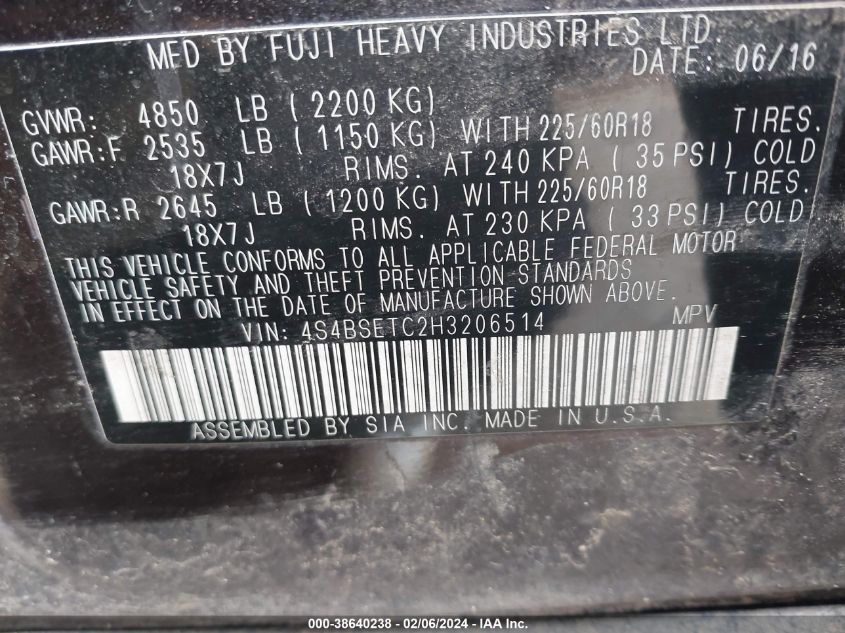 MFD BY FUJI HEAVY INDUSTRIES LTD.
DATE: 06/16
GVWR: 4850 LB (2200 KG)
GAWR:F 2535 LB (1150 KG) WITH 225/60R18 TIRES.
18X7J RIMS. AT 240 KPA (35 PSI) COLD
GAWR:R 2645 LB (1200 KG) WITH 225/60R18 TIRES.
18X7J RIMS. AT 230 KPA (33 PSI) COLD
THIS VEHICLE CONFORMS TO ALL APPLICABLE FEDERAL MOTOR
VEHICLE SAFETY AND THEFT PREVENTION STANDARDS
IN EFFECT ON THE DATE OF MANUFACTURE SHOWN ABOVE.
VIN: 4S4BSETC2H3206514 MPV
ASSEMBLED BY SIA INC. MADE IN U.S.A.
000-38640238 - 02/06/2024 - IAA Inc.